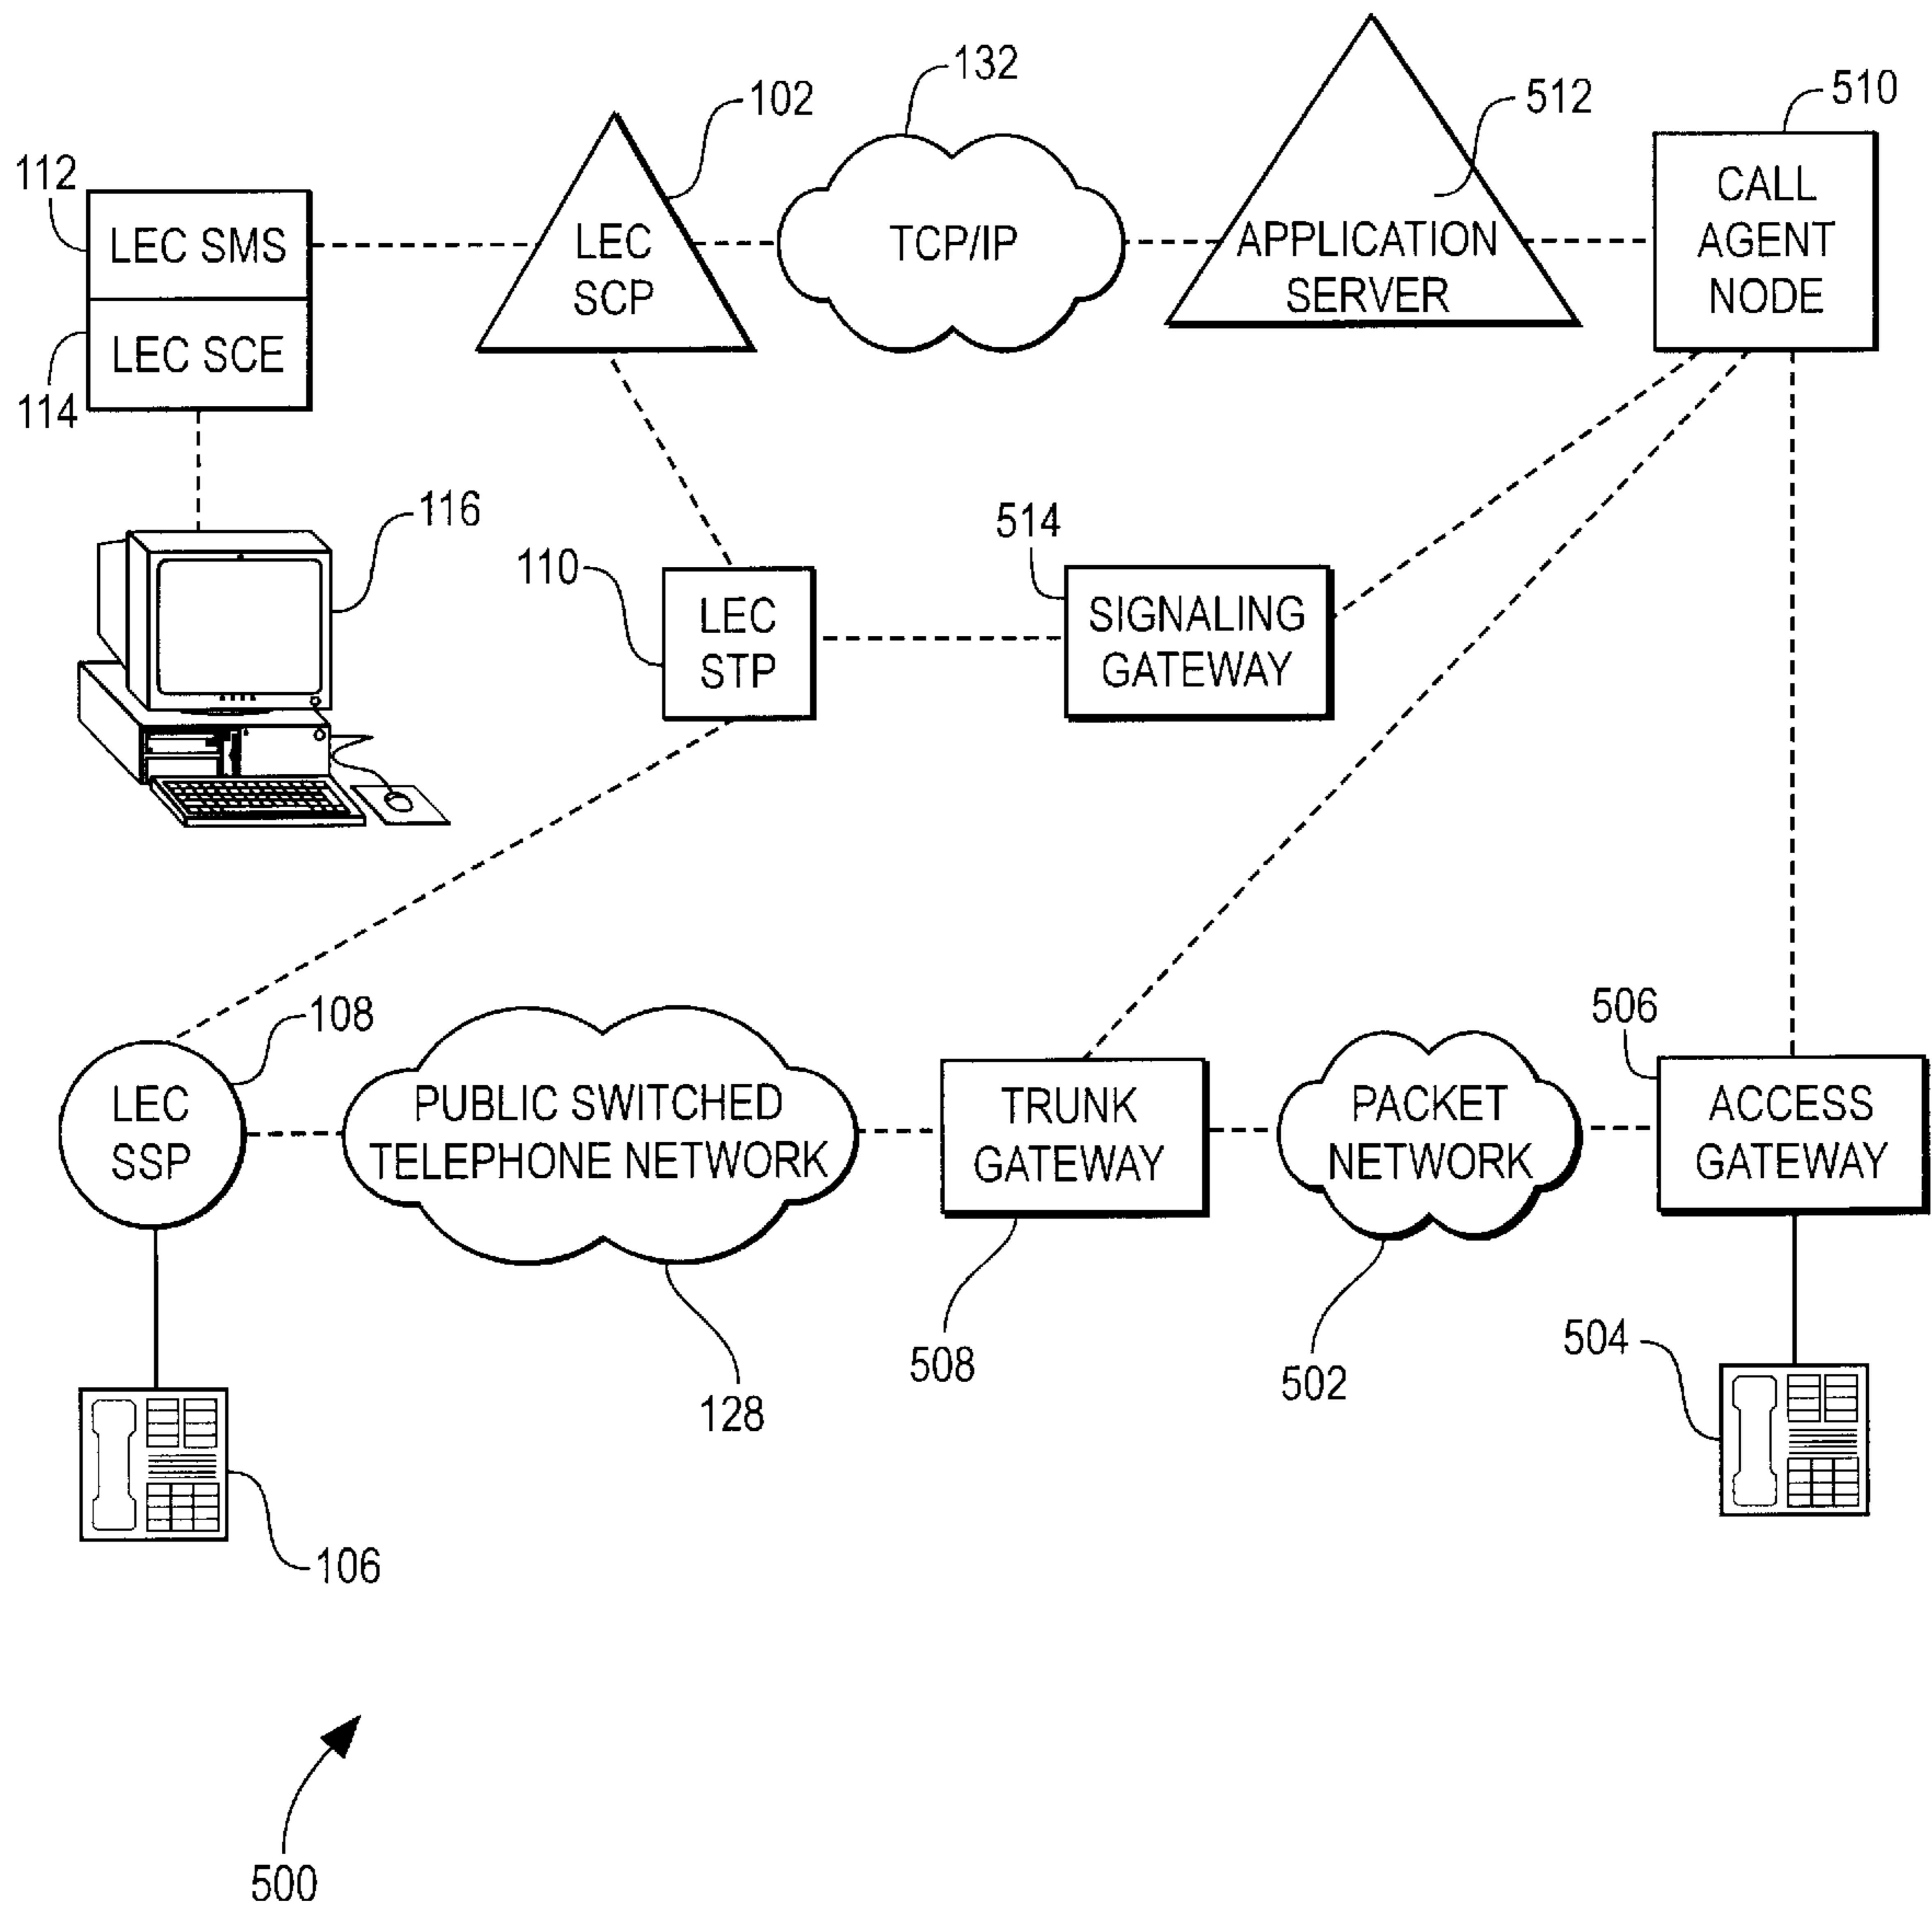 132
102
512
510
112
LEC SMS
LEC
SCP
TCP/IP
APPLICATION
SERVER
CALL
AGENT
NODE
LEC SCE
114
116
110
LEC
STP
514
SIGNALING
GATEWAY
108
LEC
SSP
PUBLIC SWITCHED
TELEPHONE NETWORK
TRUNK
GATEWAY
PACKET
NETWORK
506
ACCESS
GATEWAY
508
128
502
504
106
500